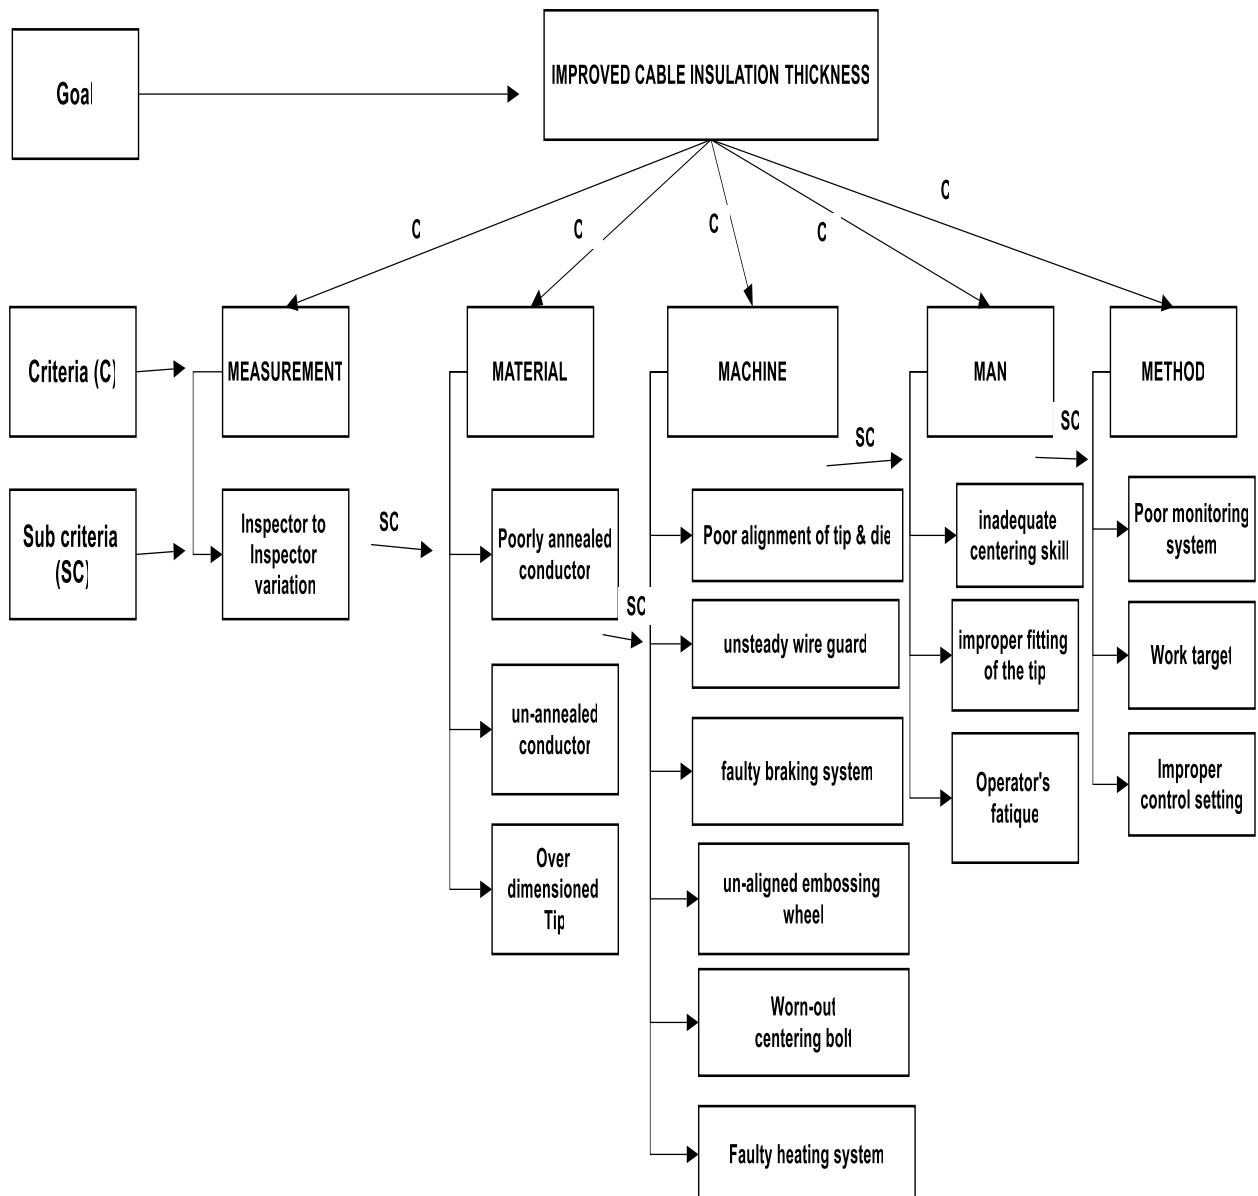 Goal
IMPROVED CABLE INSULATION THICKNESS
C
C
C
C
C
Criteria (C)
MEASUREMENT
MATERIAL
MACHINE
MAN
METHOD
SC
SC
Sub criteria
(SC)
Inspector to
Inspector
variation
SC
Poorly annealed
conductor
un-annealed
conductor
Over
dimensioned
Tip
SC
Poor alignment of tip & die
unsteady wire guard
faulty braking system
un-aligned embossing
wheel
Worn-out
centering bolt
Faulty heating system
inadequate
centering skill
improper fitting
of the tip
Operator's
fatique
Poor monitoring
system
Work target
Improper
control setting